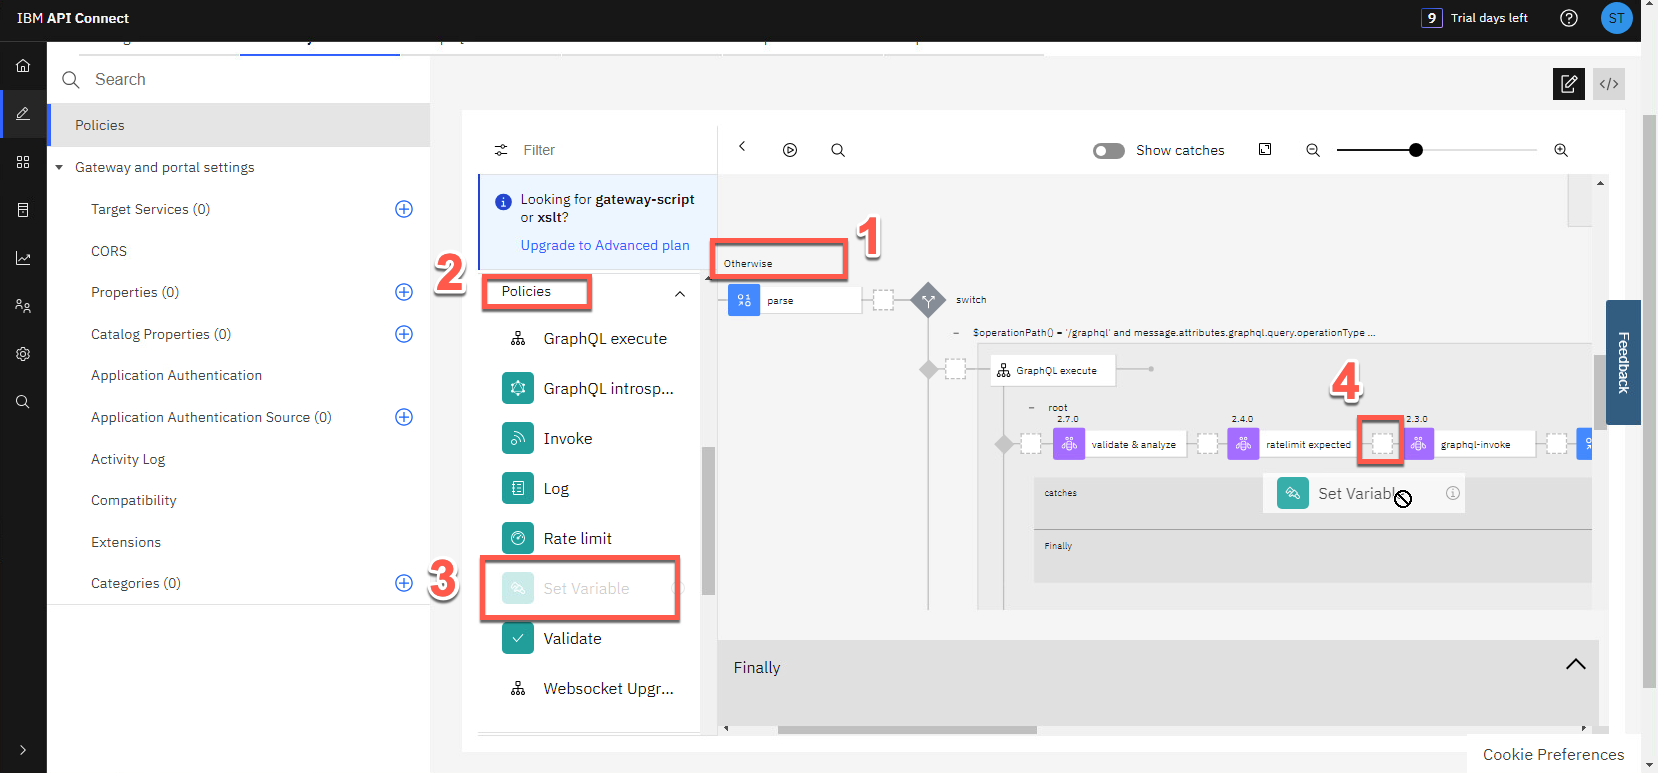 IBM API Connect
9 Trial days left
ST
Search
Policies
Gateway and portal settings
Target Services (0)
CORS
Properties (0)
Catalog Properties (0)
Application Authentication
Application Authentication Source (0)
Activity Log
Compatibility
Extensions
Categories (0)
Filter
Looking for gateway-script
or xslt?
Upgrade to Advanced plan
2
Policies
GraphQL execute
GraphQL introsp...
Invoke
Log
Rate limit
3
Set Variable
Validate
Websocket Upgr...
</>
Show catches
1
Otherwise
parse
switch
$operationPath() = '/graphql' and message.attributes.graphql.query.operationType ...
GraphQL execute
4
root
2.7.0
2.4.0
2.3.0
validate & analyze
ratelimit expected
graphql-invoke
catches
Set Variabl
Finally
Finally
Feedback
Cookie Preferences